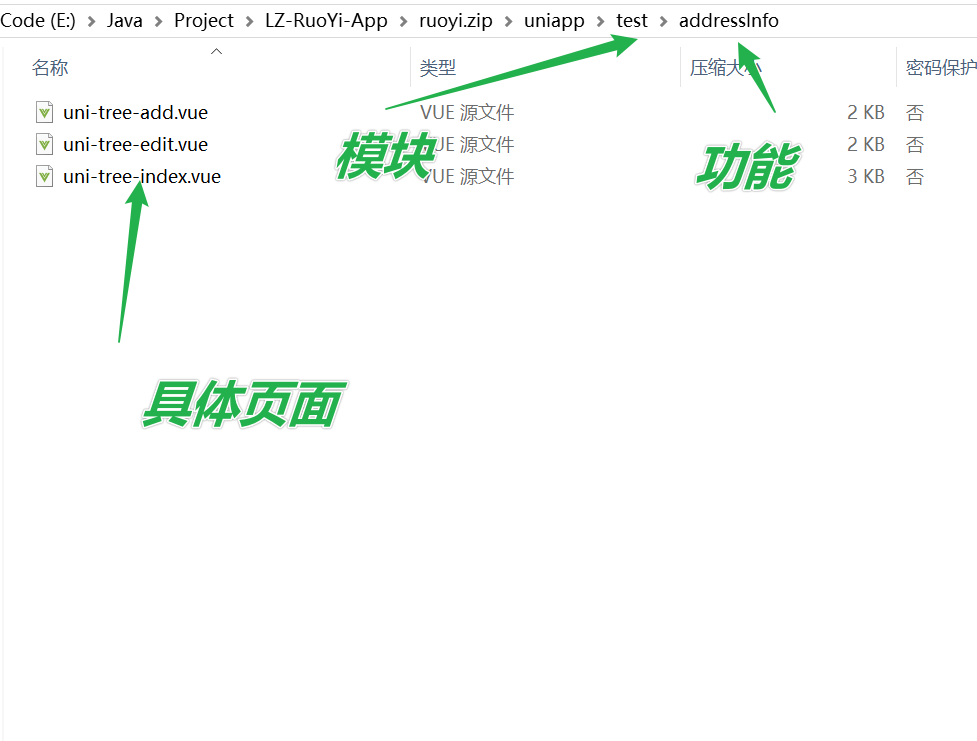 Code (E:) > Java > Project > LZ-RuoYi-App > ruoyi.zip > uniapp > test > addressInfo
名称 类型 压缩大小 密码保护
uni-tree-add.vue VUE 源文件 2 KB 否
uni-tree-edit.vue VUE 源文件 2 KB 否
uni-tree-index.vue VUE 源文件 3 KB 否
模块
功能
具体页面